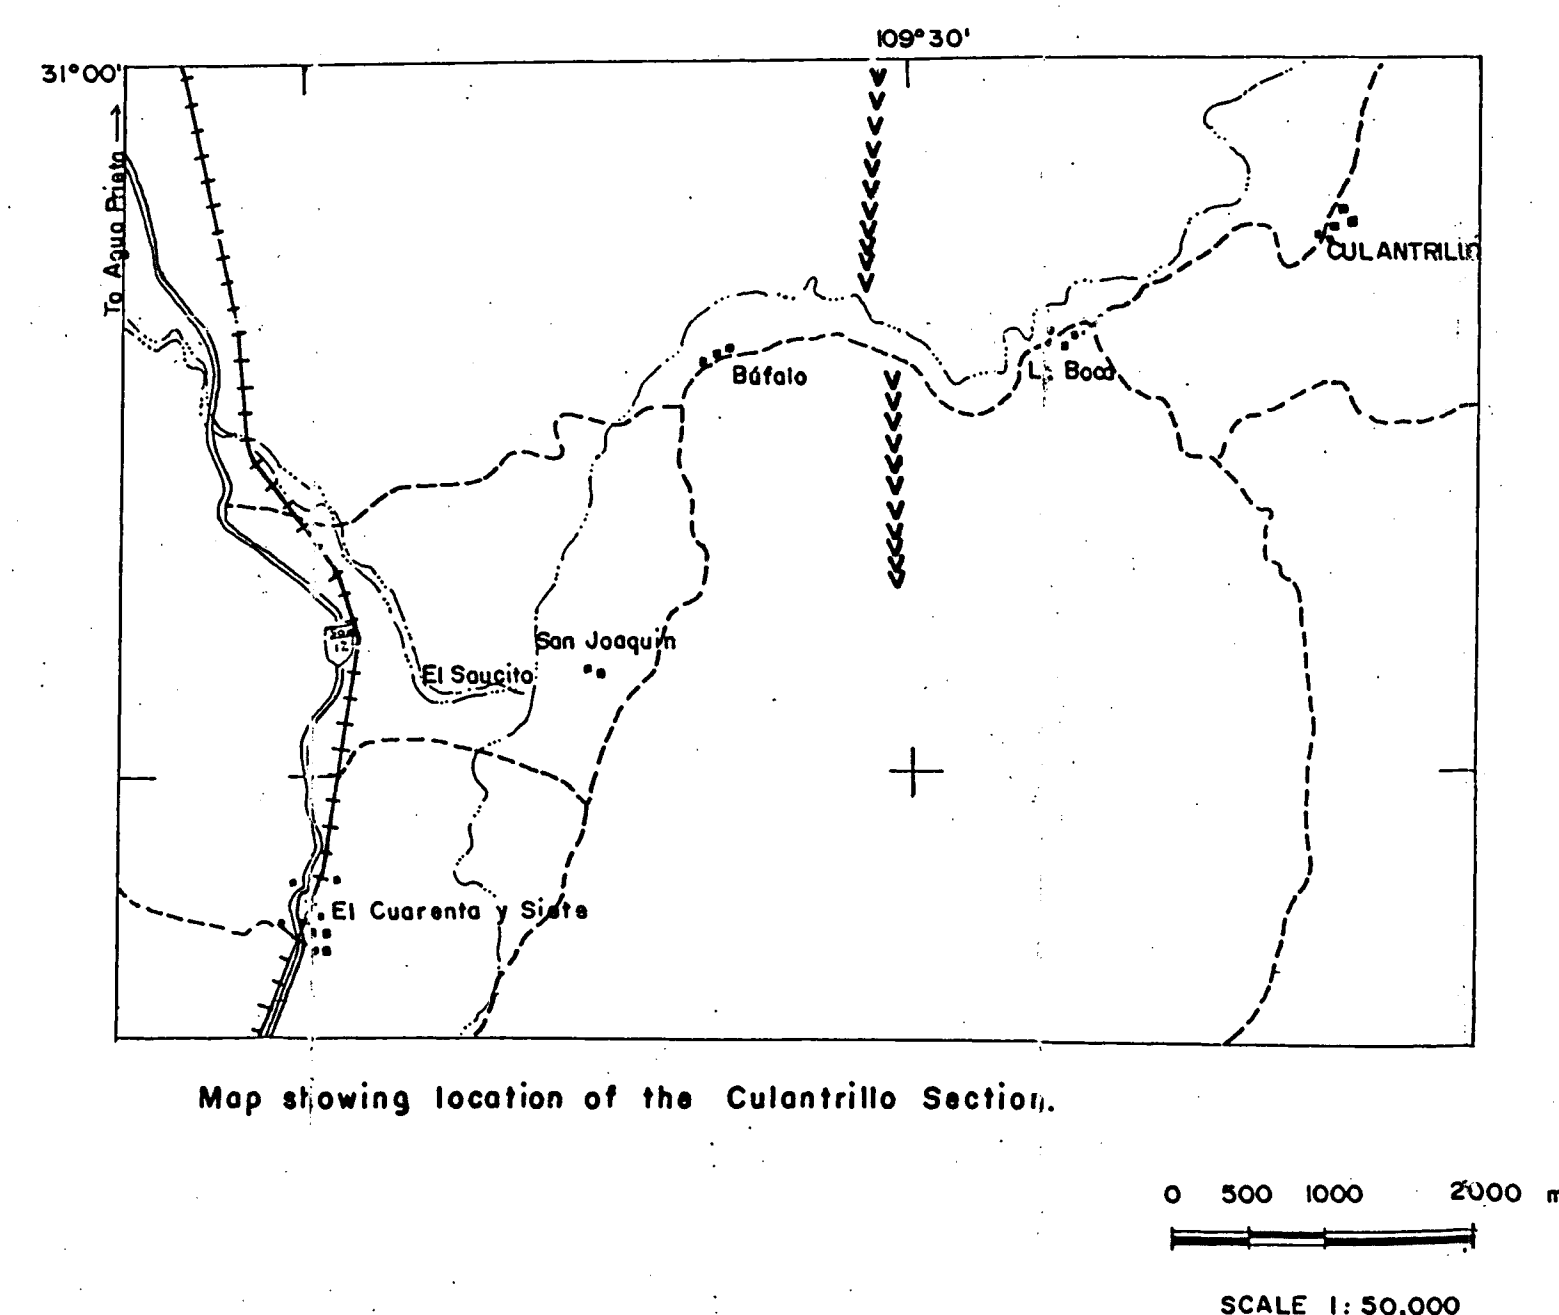 109°30'
31°00'
To Agua Prieta →
CULANTRILLO
Búfalo
L. Boca
San Joaquin
El Saucito
12
El Cuarenta y Siete
Map showing location of the Culantrillo Section.
0 500 1000 2000 m
SCALE 1:50,000